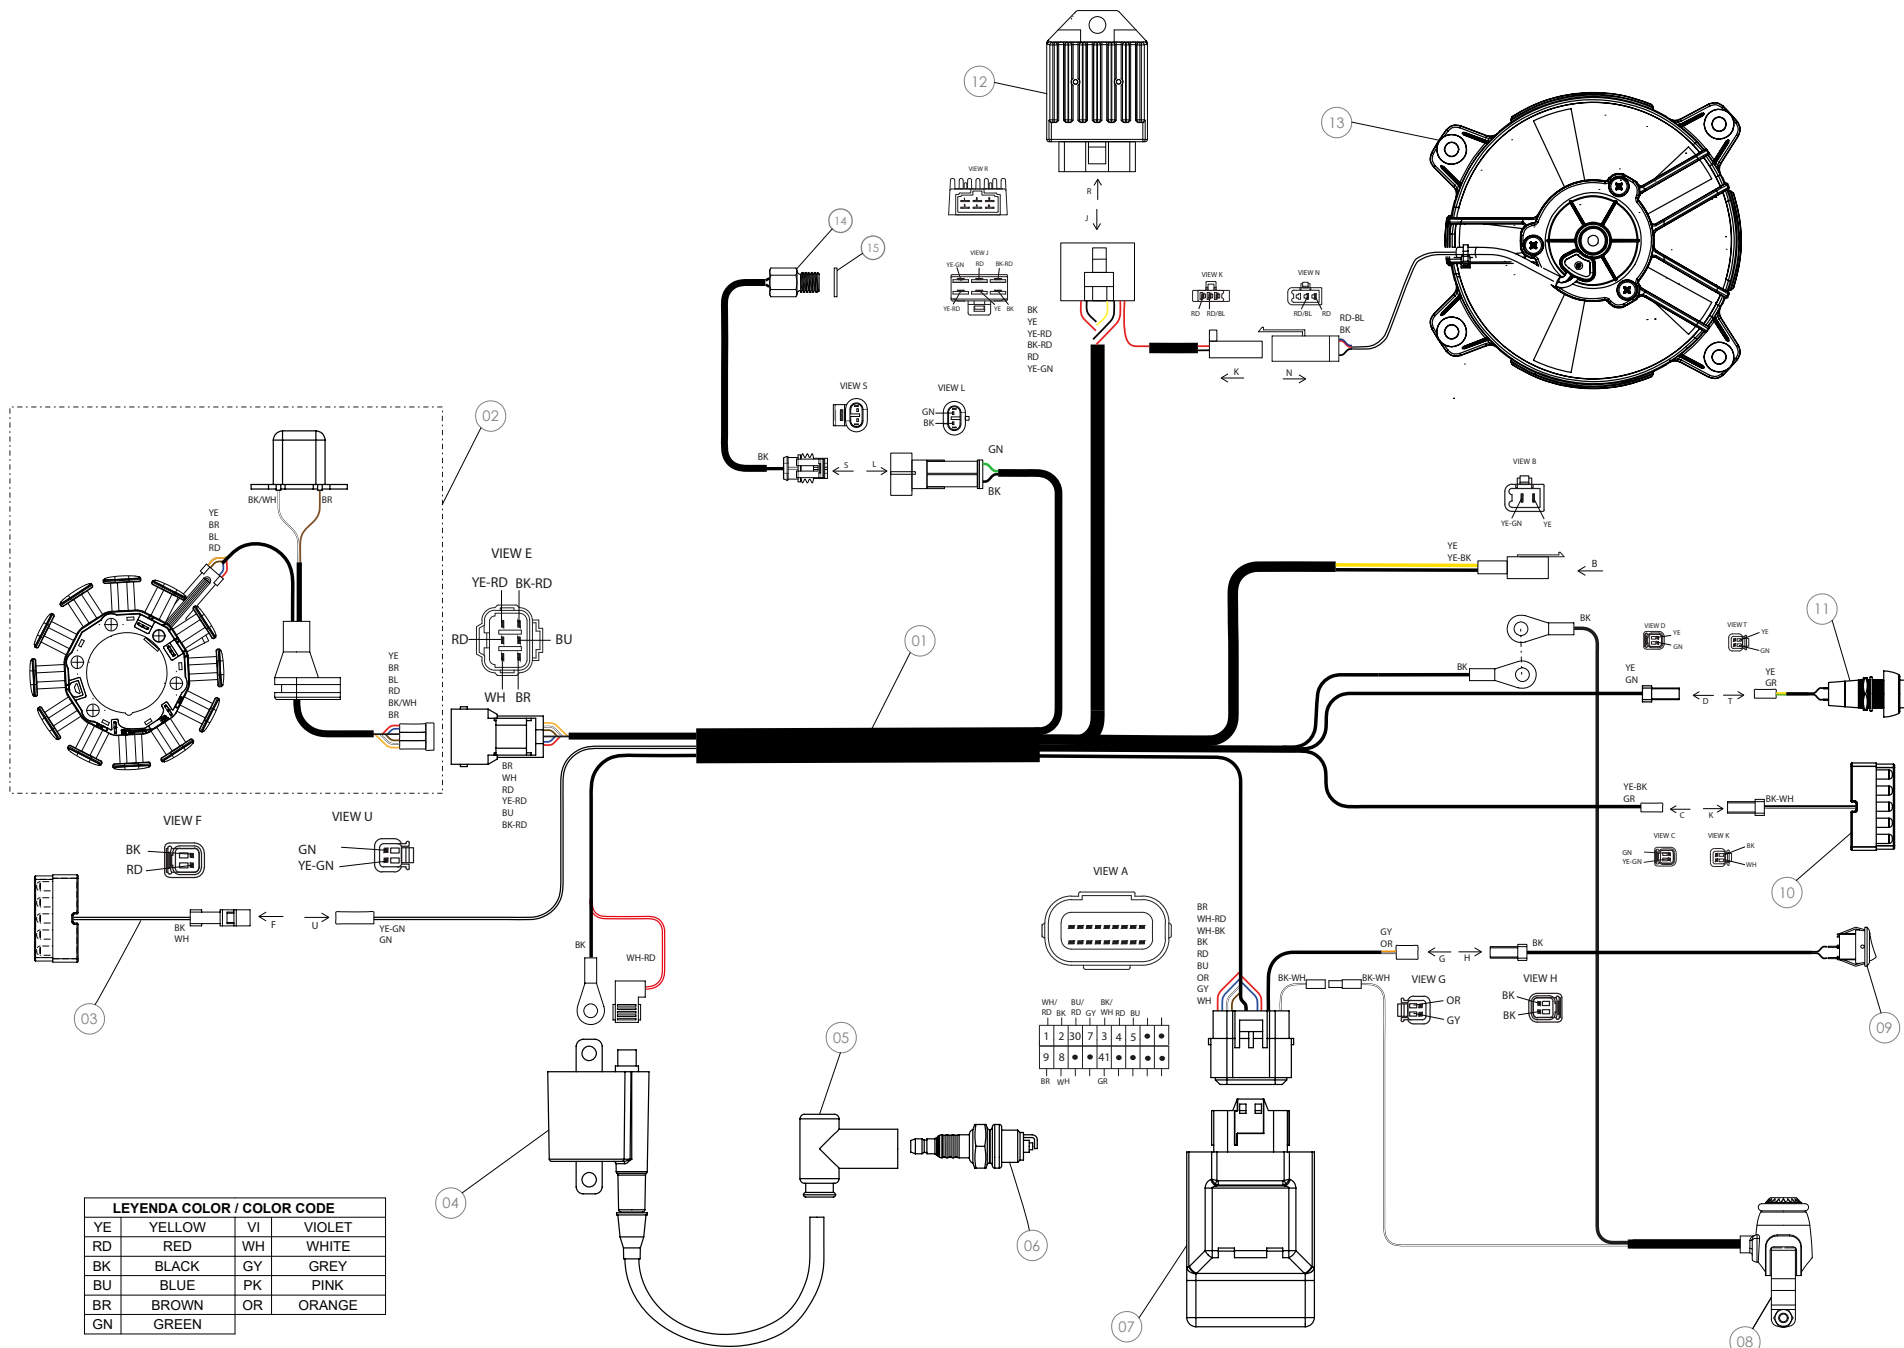 12
13
VIEW R
R
J
14
15
VIEW J
YE-GN RD BK-RD
YE-RD YE BK
BK
YE
YE-RD
BK-RD
RD
YE-GN
VIEW K
RD RD/BL
VIEW N
RD/BL RD
RD-BL
BK
K
N
VIEW S
VIEW L
GN
BK
BK
S
L
GN
BK
02
BK/WH
BR
YE
BR
BL
RD
YE
BR
BL
RD
BK/WH
BR
VIEW E
YE-RD BK-RD
RD
BU
WH BR
BR
WH
RD
YE-RD
BU
BK-RD
01
VIEW B
YE-GN YE
YE
YE-BK
B
BK
BK
VIEW D
YE
GN
VIEW T
YE
GN
11
YE
GN
D
T
YE
GR
YE-BK
GR
C
K
BK-WH
VIEW C
GN
YE-GN
VIEW K
BK
WH
10
VIEW F
BK
RD
VIEW U
GN
YE-GN
BK
WH
F
U
YE-GN
GN
03
BK
WH-RD
VIEW A
BR
WH-RD
WH-BK
BK
RD
BU
OR
GY
WH
GY
OR
G
H
BK
BK-WH
BK-WH
VIEW G
OR
GY
VIEW H
BK
BK
09
WH/RD BK BU/RD GY BK/WH RD BU
1 2 30 7 3 4 5
9 8 41
BR WH GR
04
05
06
07
08
LEYENDA COLOR / COLOR CODE
YE YELLOW VI VIOLET
RD RED WH WHITE
BK BLACK GY GREY
BU BLUE PK PINK
BR BROWN OR ORANGE
GN GREEN